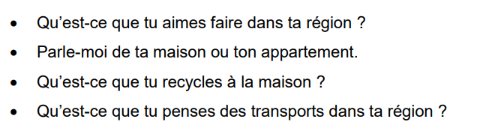 • Qu’est-ce que tu aimes faire dans ta région ?
• Parle-moi de ta maison ou ton appartement.
• Qu’est-ce que tu recycles à la maison ?
• Qu’est-ce que tu penses des transports dans ta région ?